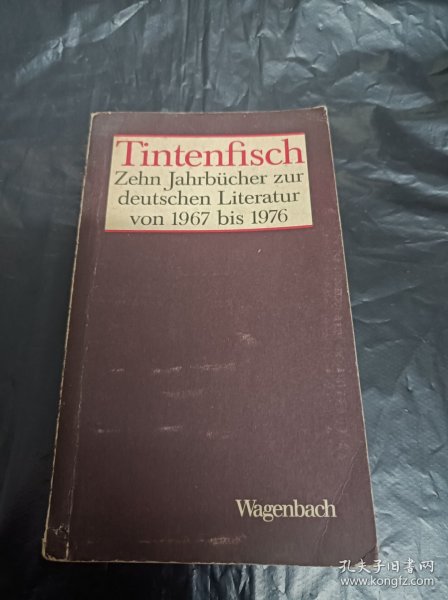 Tintenfisch
Zehn Jahrbücher zur
deutschen Literatur
von 1967 bis 1976
Wagenbach
孔夫子旧书网
www.kongfz.com